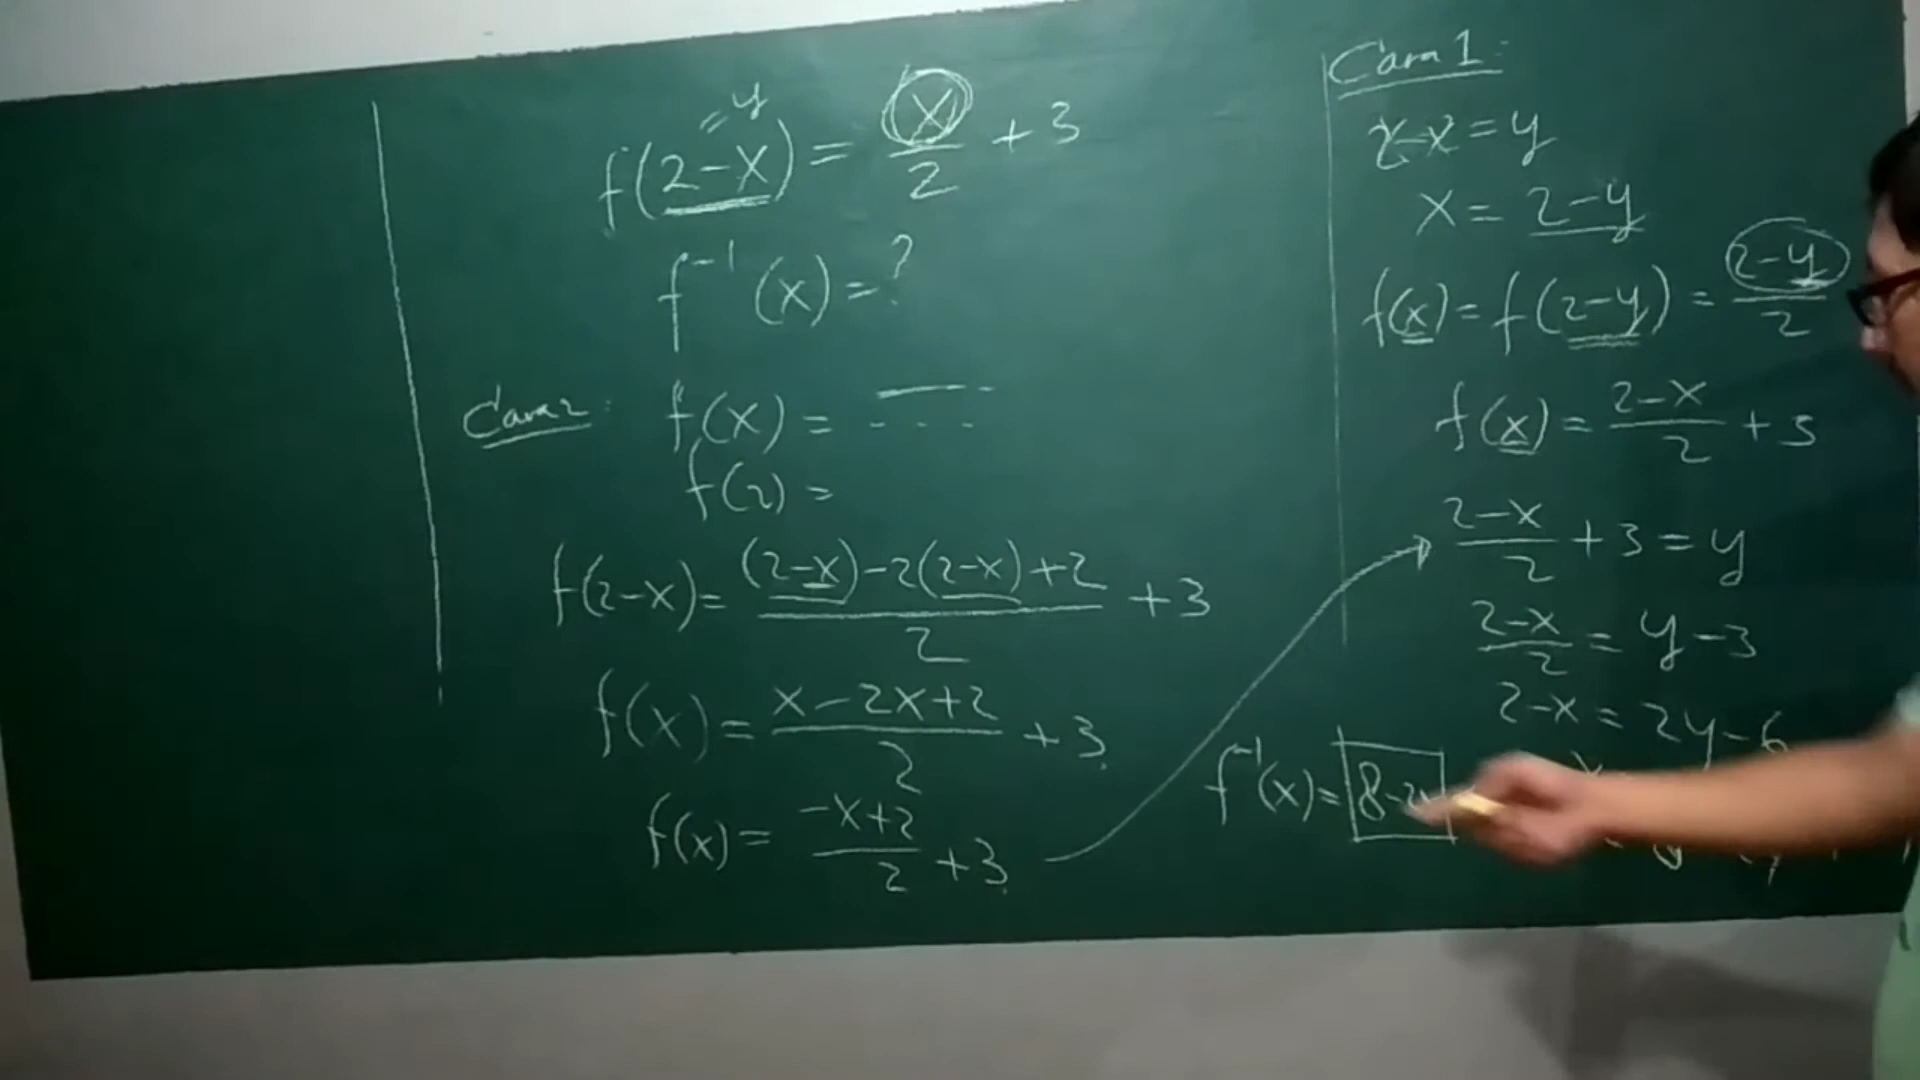 = y
f(2-x) = x/2 + 3
f⁻¹(x) = ?
Cara 2 : f(x) =
f(2) =
f(2-x) = ((2-x)-2(2-x)+2)/2 + 3
f(x) = (x-2x+2)/2 + 3
f(x) = (-x+2)/2 + 3
Cara 1 :
2-x = y
x = 2-y
f(x) = f(2-y) = (2-y)/2
f(x) = (2-x)/2 + 3
(2-x)/2 + 3 = y
(2-x)/2 = y-3
2-x = 2y-6
f⁻¹(x) = 8-2x